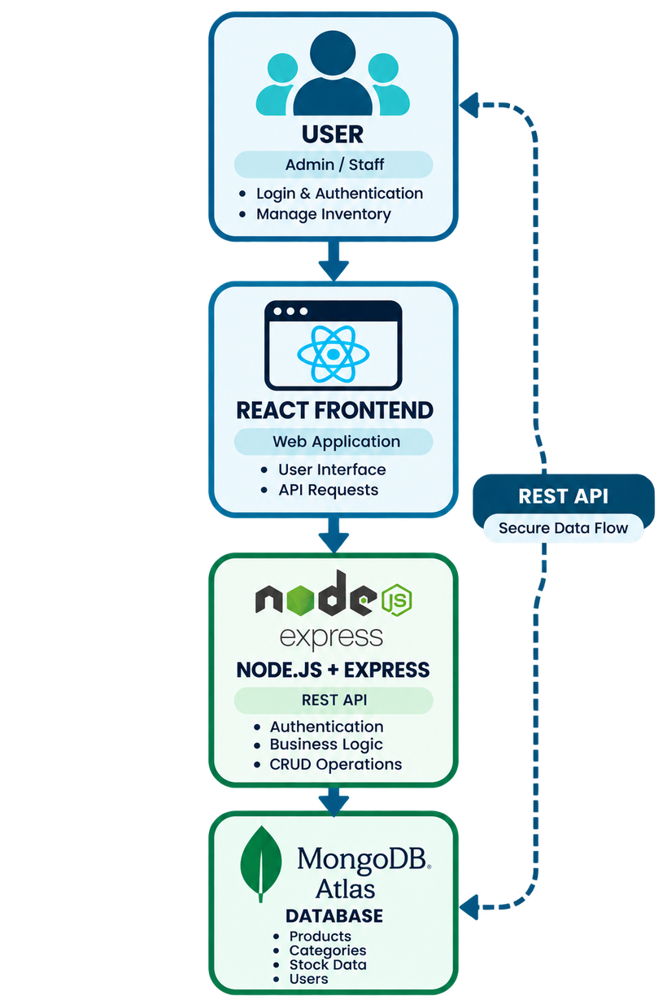 USER
Admin / Staff
• Login & Authentication
• Manage Inventory
REACT FRONTEND
Web Application
• User Interface
• API Requests
REST API
Secure Data Flow
node JS
express
NODE.JS + EXPRESS
REST API
• Authentication
• Business Logic
• CRUD Operations
MongoDB®
Atlas
DATABASE
• Products
• Categories
• Stock Data
• Users